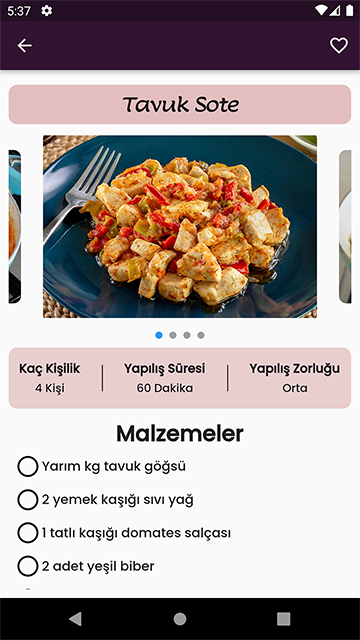 5:37
Tavuk Sote
Kaç Kişilik
4 Kişi
Yapılış Süresi
60 Dakika
Yapılış Zorluğu
Orta
Malzemeler
Yarım kg tavuk göğsü
2 yemek kaşığı sıvı yağ
1 tatlı kaşığı domates salçası
2 adet yeşil biber